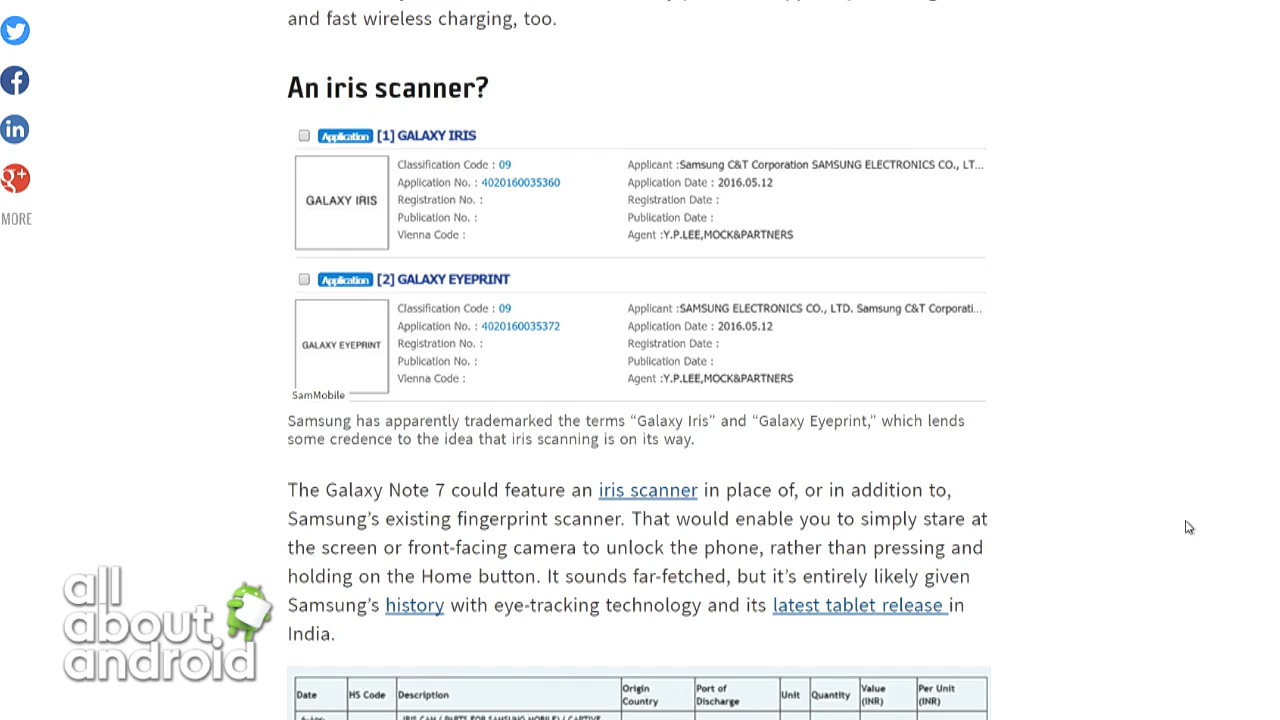 and fast wireless charging, too.
MORE
An iris scanner?
Application [1] GALAXY IRIS
GALAXY IRIS
Classification Code : 09
Applicant :Samsung C&T Corporation SAMSUNG ELECTRONICS CO., LT...
Application No. : 4020160035360
Application Date : 2016.05.12
Registration No. :
Registration Date :
Publication No. :
Publication Date :
Vienna Code :
Agent :Y.P.LEE,MOCK&PARTNERS
Application [2] GALAXY EYEPRINT
GALAXY EYEPRINT
Classification Code : 09
Applicant :SAMSUNG ELECTRONICS CO., LTD. Samsung C&T Corporati...
Application No. : 4020160035372
Application Date : 2016.05.12
Registration No. :
Registration Date :
Publication No. :
Publication Date :
Vienna Code :
Agent :Y.P.LEE,MOCK&PARTNERS
SamMobile
Samsung has apparently trademarked the terms “Galaxy Iris” and “Galaxy Eyeprint,” which lends
some credence to the idea that iris scanning is on its way.
The Galaxy Note 7 could feature an iris scanner in place of, or in addition to,
Samsung’s existing fingerprint scanner. That would enable you to simply stare at
the screen or front-facing camera to unlock the phone, rather than pressing and
holding on the Home button. It sounds far-fetched, but it’s entirely likely given
Samsung’s history with eye-tracking technology and its latest tablet release in
India.
all
about
android
Date HS Code Description Origin Country Port of Discharge Unit Quantity Value (INR) Per Unit (INR)